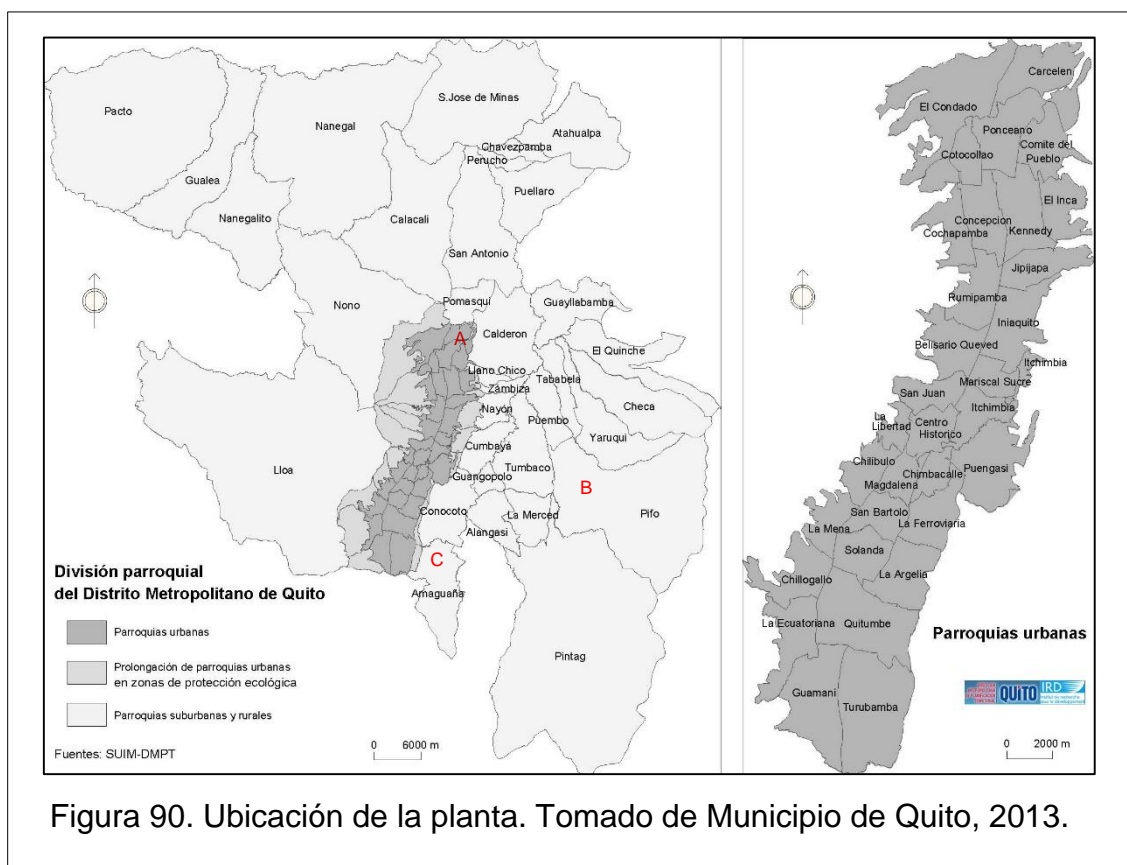 Pacto
Nanegal
S.Jose de Minas
Atahualpa
Chavezpamba
Perucho
Gualea
Puellaro
Nanegalito
Calacali
San Antonio
Nono
Pomasqui
Guayllabamba
A
Calderon
El Quinche
Llano Chico
Tababela
Zambiza
Checa
Nayon
Puembo
Yaruqui
Cumbaya
Lloa
Guangopolo
Tumbaco
B
Conocoto
La Merced
Pifo
Alangasi
C
Amaguaña
Pintag
División parroquial
del Distrito Metropolitano de Quito
Parroquias urbanas
Prolongación de parroquias urbanas
en zonas de protección ecológica
Parroquias suburbanas y rurales
Fuentes: SUIM-DMPT
0 6000 m
Carcelen
El Condado
Ponceano
Cotocollao
Comite del
Pueblo
El Inca
Concepcion
Cochapamba
Kennedy
Jipijapa
Rumipamba
Iniaquito
Belisario Queved
Itchimbia
Mariscal Sucre
San Juan
Itchimbia
La
Libertad
Centro
Historico
Chilibulo
Chimbacalle
Puengasi
Magdalena
San Bartolo
La Mena
La Ferroviaria
Solanda
La Argelia
Chillogallo
La Ecuatoriana
Quitumbe
Parroquias urbanas
Guamani
Turubamba
QUITO
IRD
0 2000 m
Figura 90. Ubicación de la planta. Tomado de Municipio de Quito, 2013.